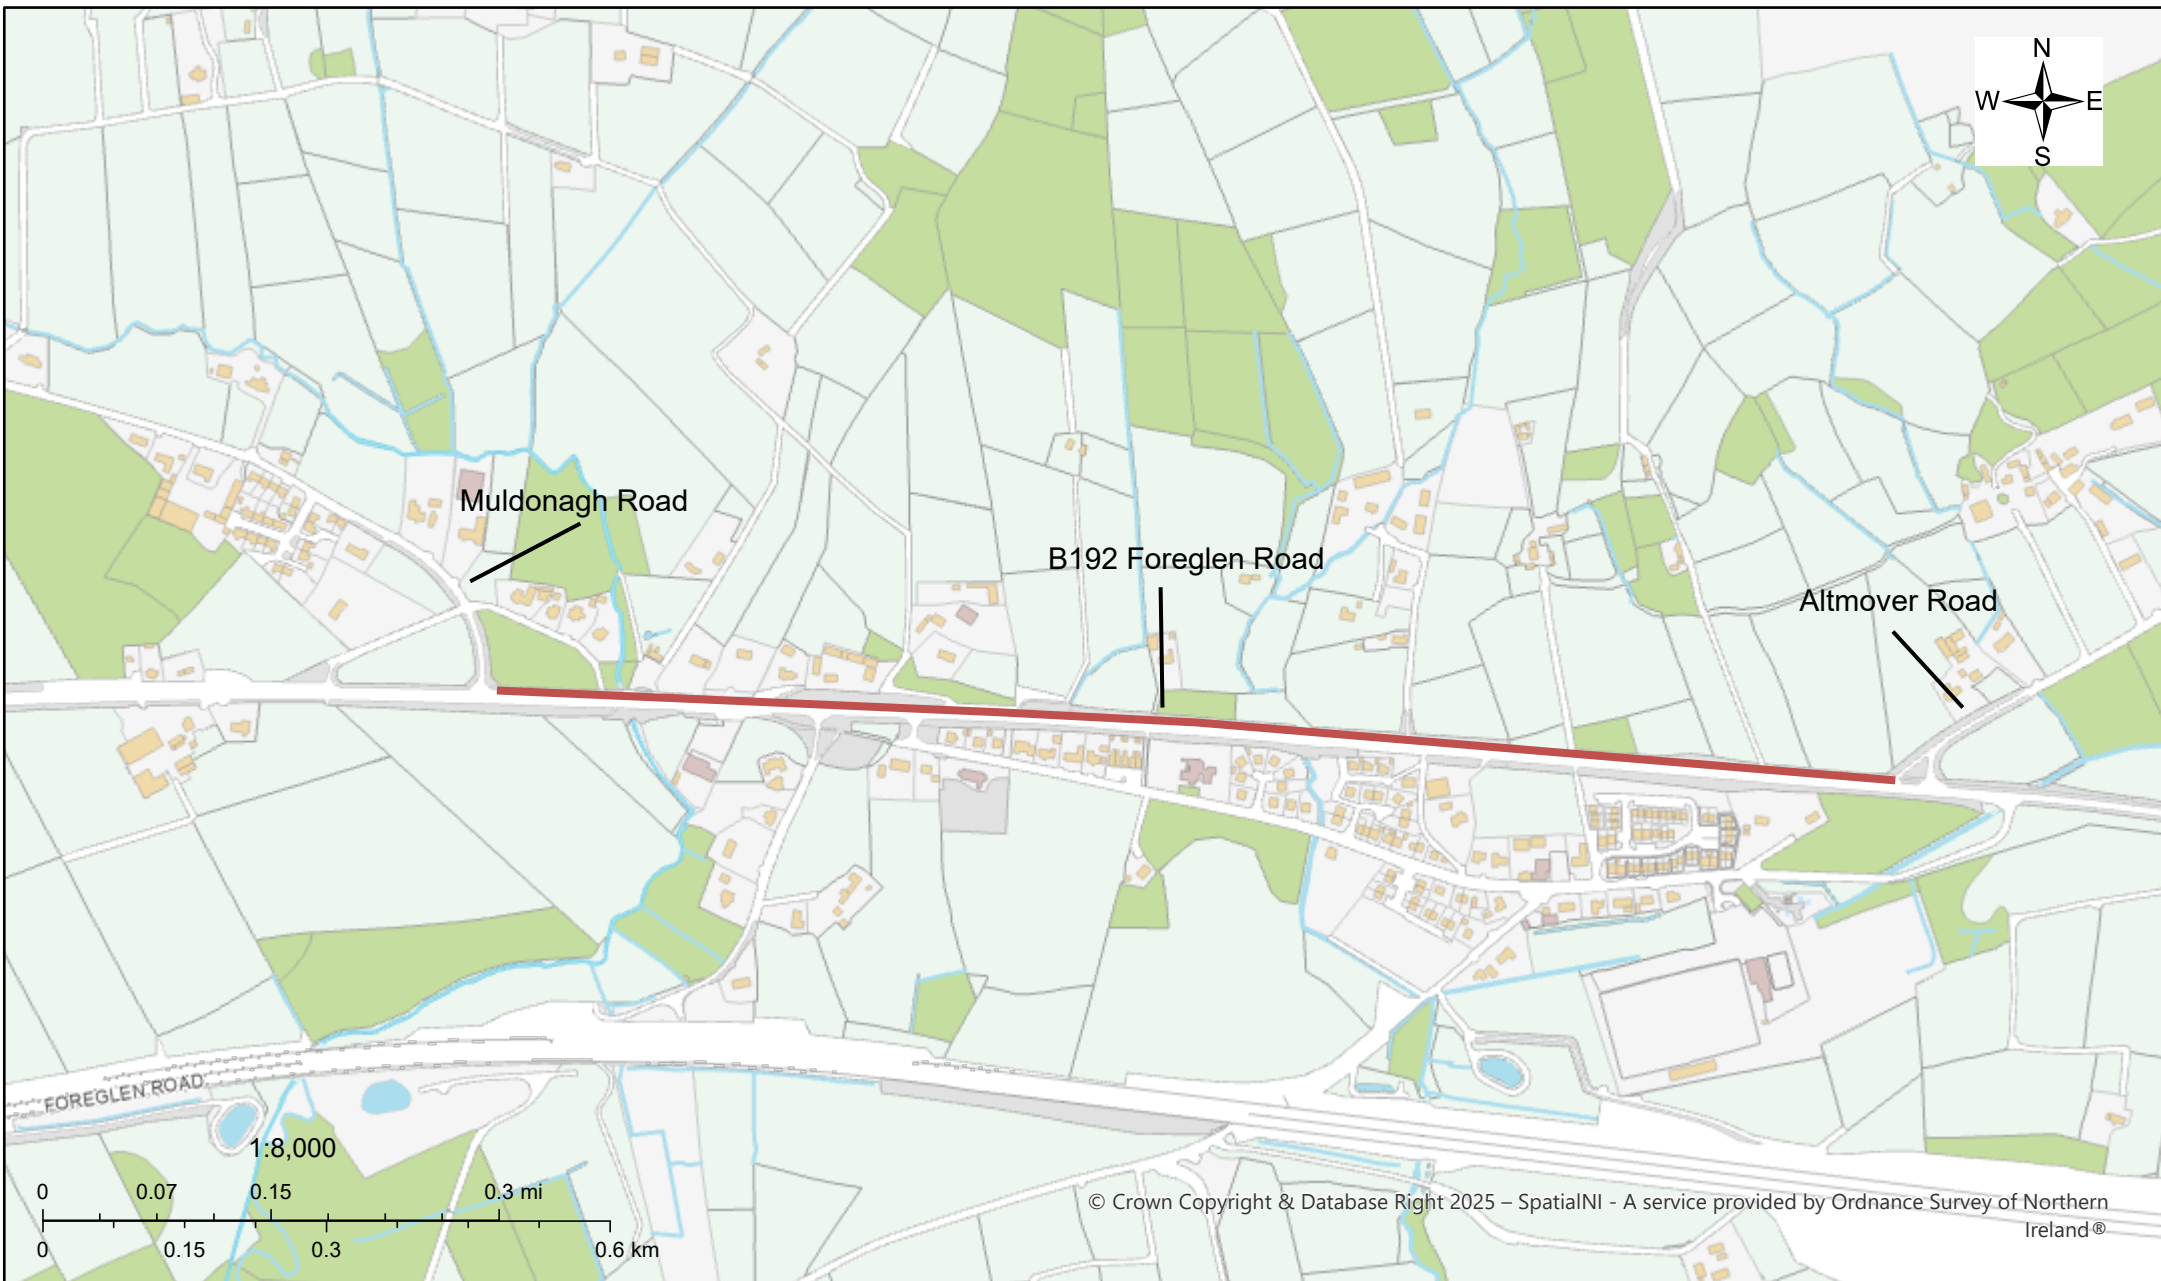 N
W E
S
Muldonagh Road
B192 Foreglen Road
Altmover Road
FOREGLEN ROAD
1:8,000
0 0.07 0.15 0.3 mi
0 0.15 0.3 0.6 km
© Crown Copyright & Database Right 2025 – SpatialNI - A service provided by Ordnance Survey of Northern
Ireland®